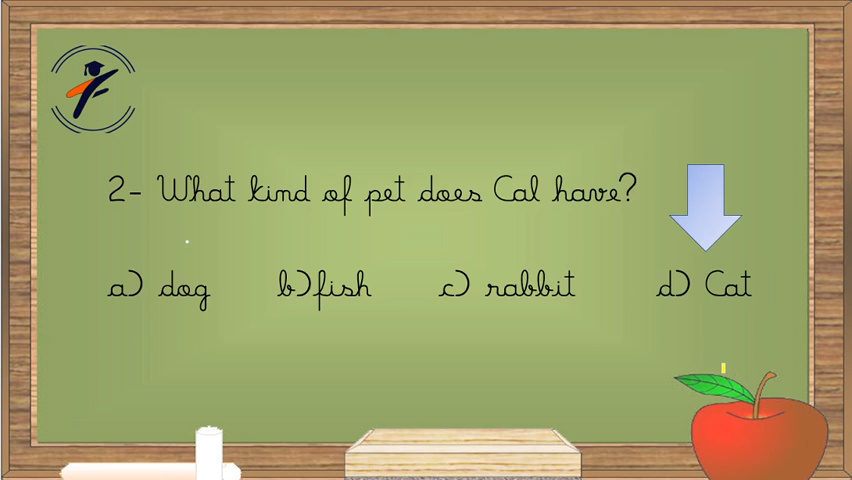 2- What kind of pet does Cal have?
a) dog b)fish c) rabbit d) Cat